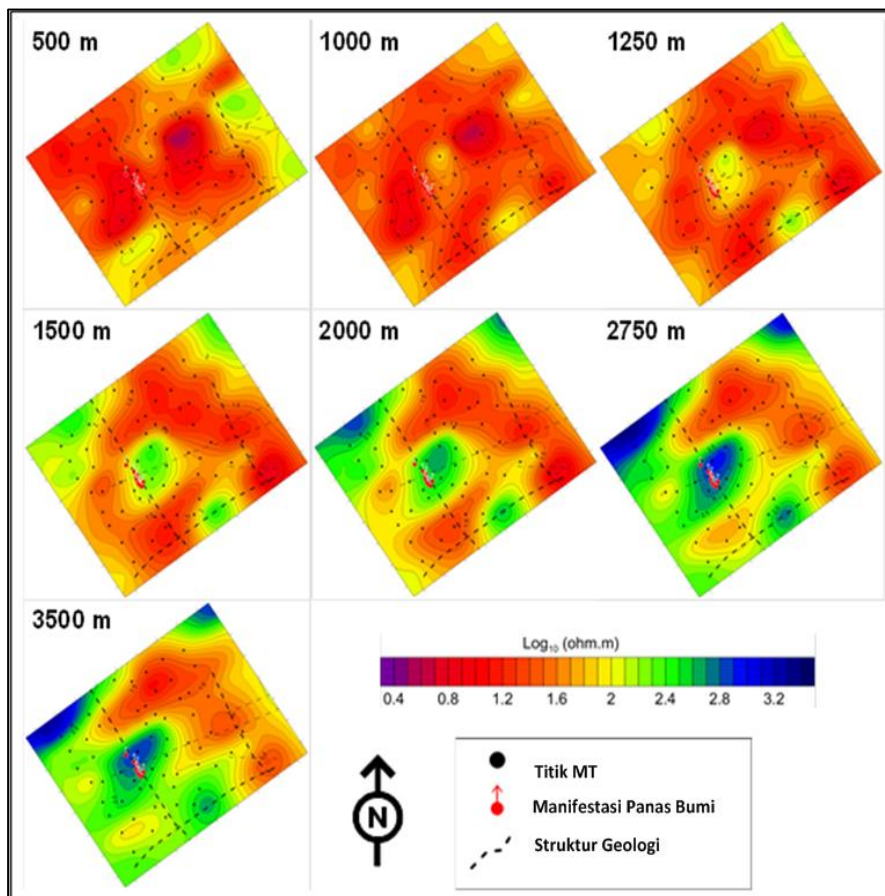 500 m
1000 m
1250 m
1500 m
2000 m
2750 m
3500 m
Log₁₀ (ohm.m)
0.4 0.8 1.2 1.6 2 2.4 2.8 3.2
N
Titik MT
Manifestasi Panas Bumi
Struktur Geologi